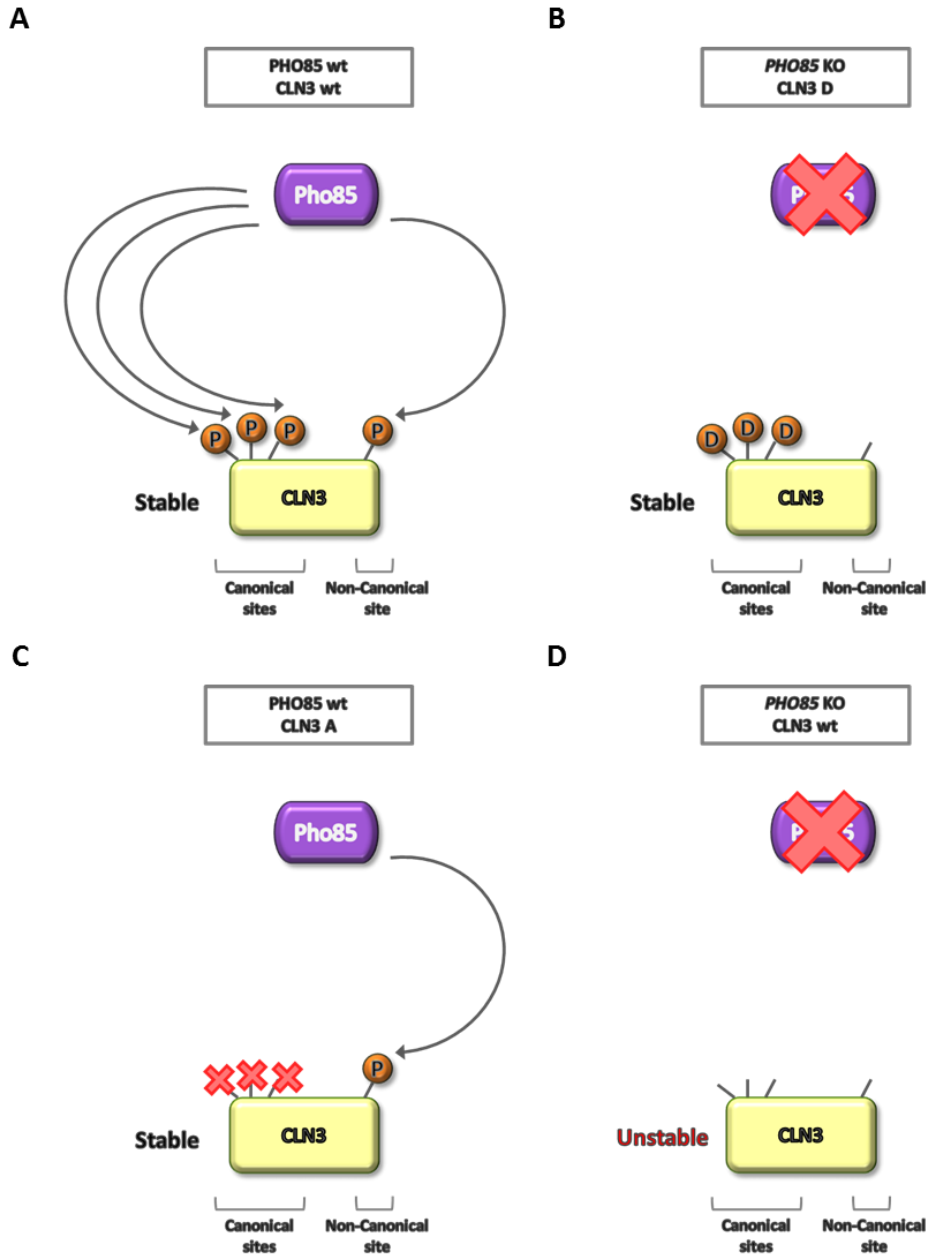 A
PHO85 wt
CLN3 wt
Pho85
P P P P
Stable
CLN3
Canonical
sites
Non-Canonical
site
B
PHO85 KO
CLN3 D
D D D
Stable
CLN3
Canonical
sites
Non-Canonical
site
C
PHO85 wt
CLN3 A
Pho85
P
Stable
CLN3
Canonical
sites
Non-Canonical
site
D
PHO85 KO
CLN3 wt
Unstable
CLN3
Canonical
sites
Non-Canonical
site